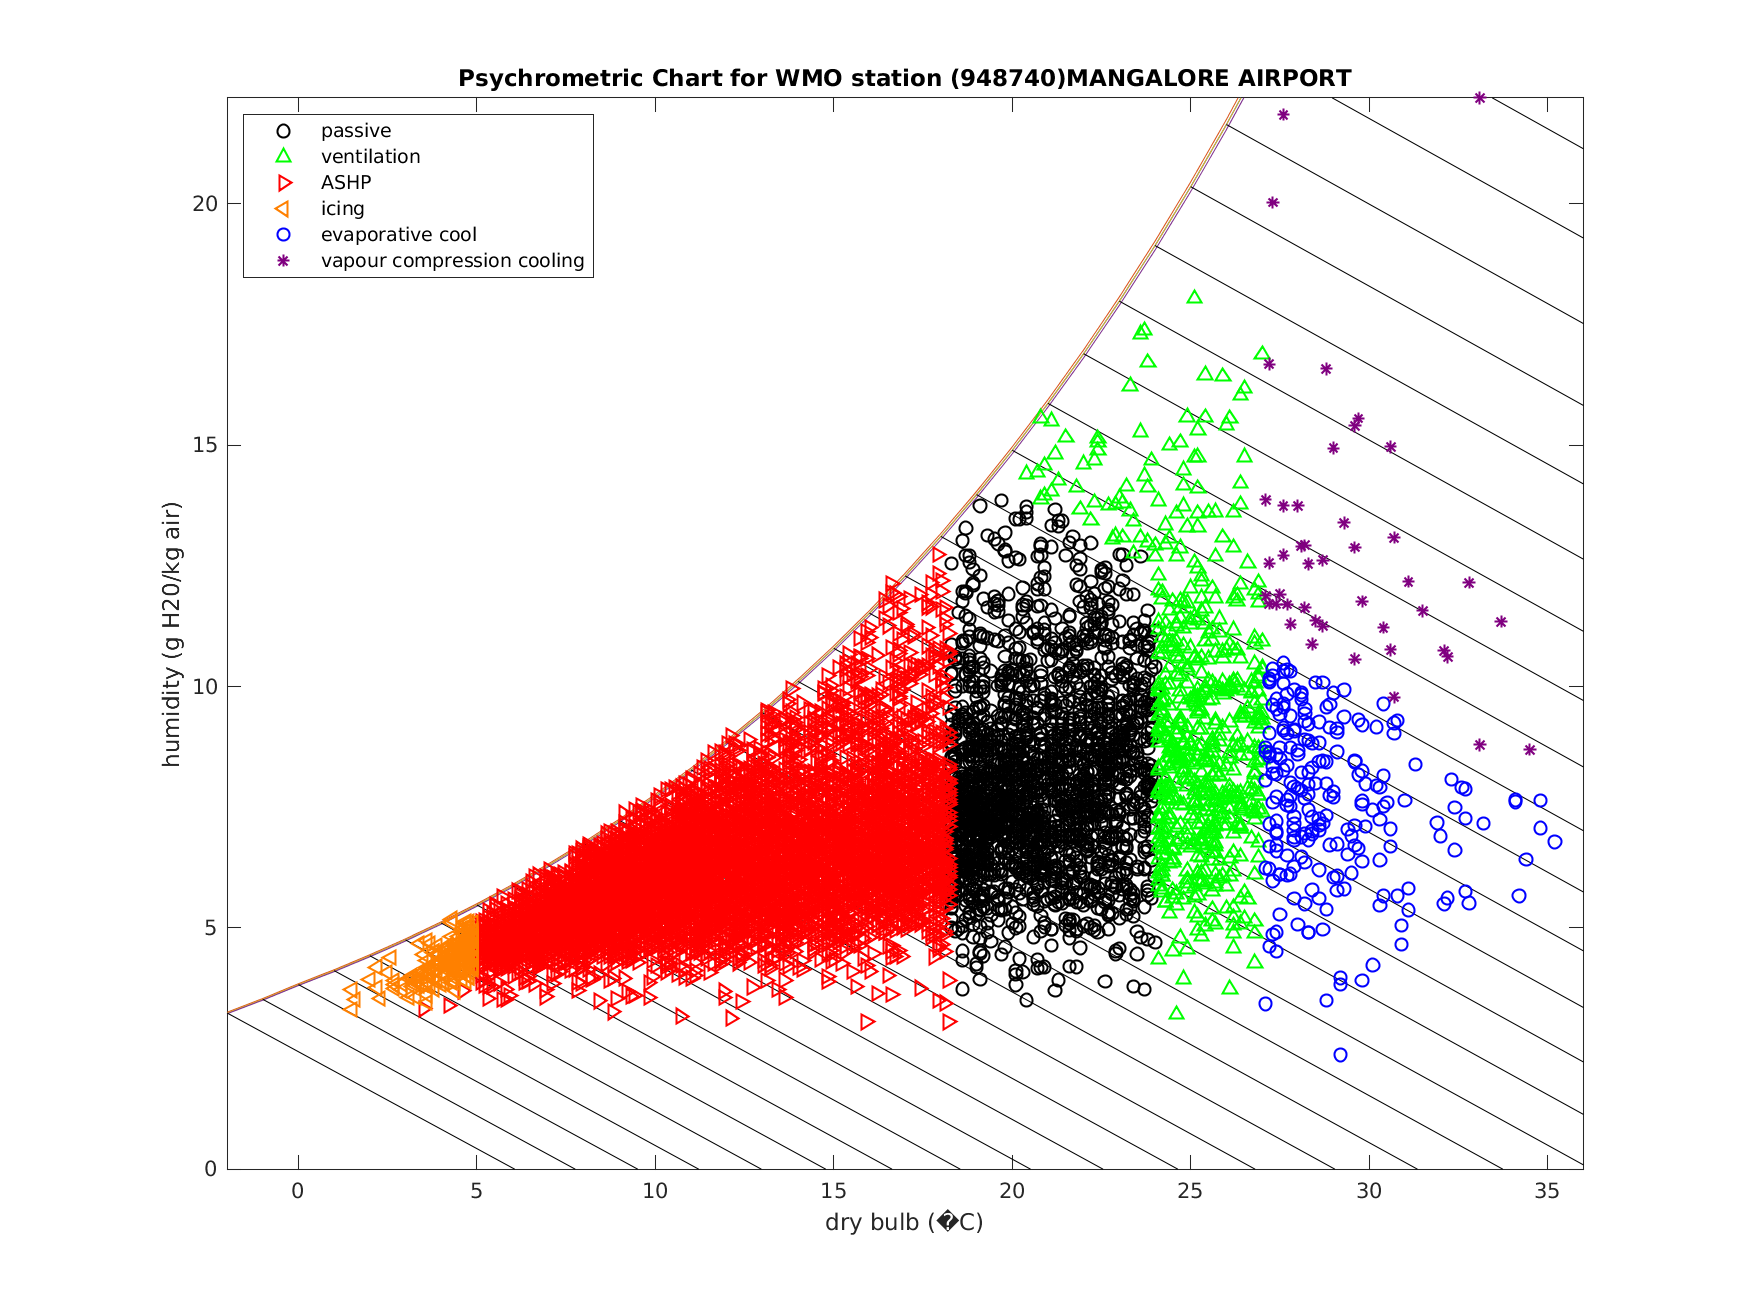 Psychrometric Chart for WMO station (948740)MANGALORE AIRPORT
passive
ventilation
ASHP
icing
evaporative cool
vapour compression cooling
humidity (g H20/kg air)
20
15
10
5
0
0 5 10 15 20 25 30 35
dry bulb (�C)